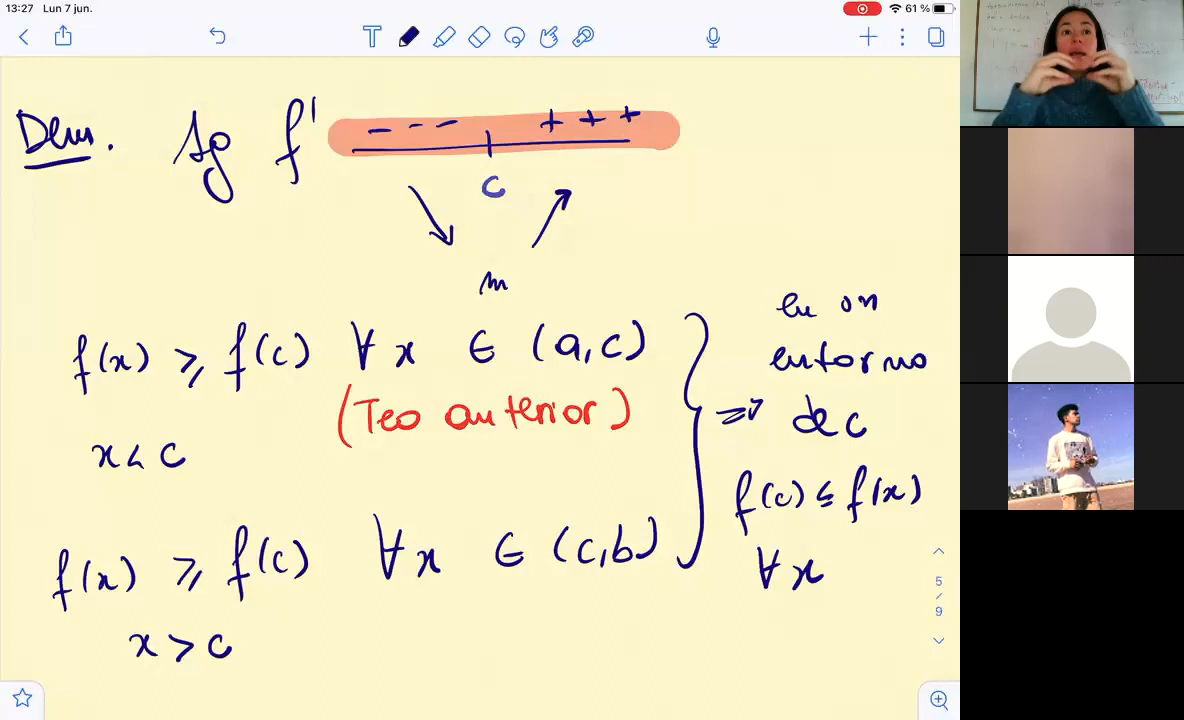 13:27 Lun 7 jun.
61 %
T
Dem. Sg f' - - - + + +
c
m
f(x) ≥ f(c) ∀ x ∈ (a,c)
(Teo anterior)
x < c
f(x) ≥ f(c) ∀ x ∈ (c,b)
x > c
en un
entorno
⇒ de c
f(c) ≤ f(x)
∀ x
5
/
9